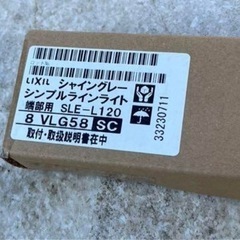 LIXIL シャイングレー
シンプルラインライト
端部用 SLE-L120
8 VLG58 SC
取付・取扱説明書在中
33230711